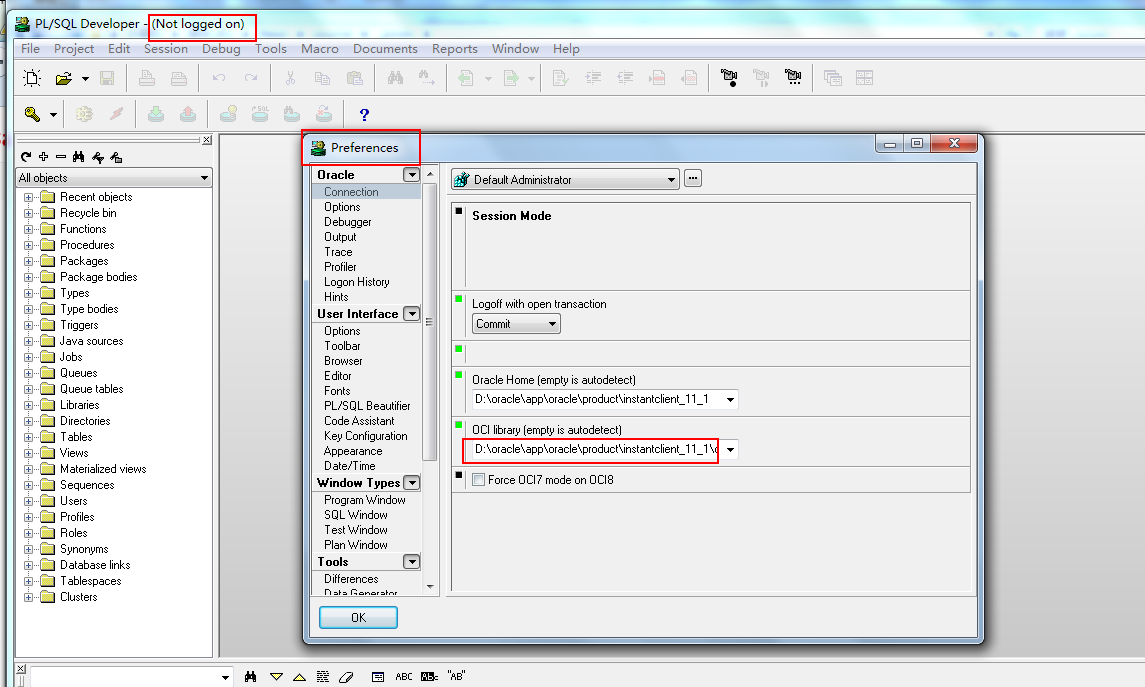 PL/SQL Developer - (Not logged on)
File Project Edit Session Debug Tools Macro Documents Reports Window Help
?
All objects
Recent objects
Recycle bin
Functions
Procedures
Packages
Package bodies
Types
Type bodies
Triggers
Java sources
Jobs
Queues
Queue tables
Libraries
Directories
Tables
Views
Materialized views
Sequences
Users
Profiles
Roles
Synonyms
Database links
Tablespaces
Clusters
Preferences
Oracle
Connection
Options
Debugger
Output
Trace
Profiler
Logon History
Hints
User Interface
Options
Toolbar
Browser
Editor
Fonts
PL/SQL Beautifier
Code Assistant
Key Configuration
Appearance
Date/Time
Window Types
Program Window
SQL Window
Test Window
Plan Window
Tools
Differences
Data Generator
Default Administrator
...
Session Mode
Logoff with open transaction
Commit
Oracle Home (empty is autodetect)
D:\oracle\app\oracle\product\instantclient_11_1
OCI library (empty is autodetect)
D:\oracle\app\oracle\product\instantclient_11_1\
Force OCI7 mode on OCI8
OK
ABC
"AB"